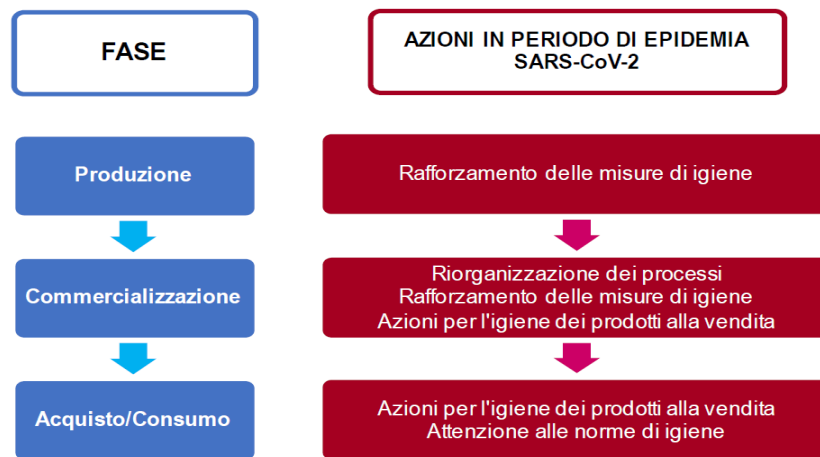 FASE
AZIONI IN PERIODO DI EPIDEMIA
SARS-CoV-2
Produzione
Rafforzamento delle misure di igiene
Commercializzazione
Riorganizzazione dei processi
Rafforzamento delle misure di igiene
Azioni per l'igiene dei prodotti alla vendita
Acquisto/Consumo
Azioni per l'igiene dei prodotti alla vendita
Attenzione alle norme di igiene